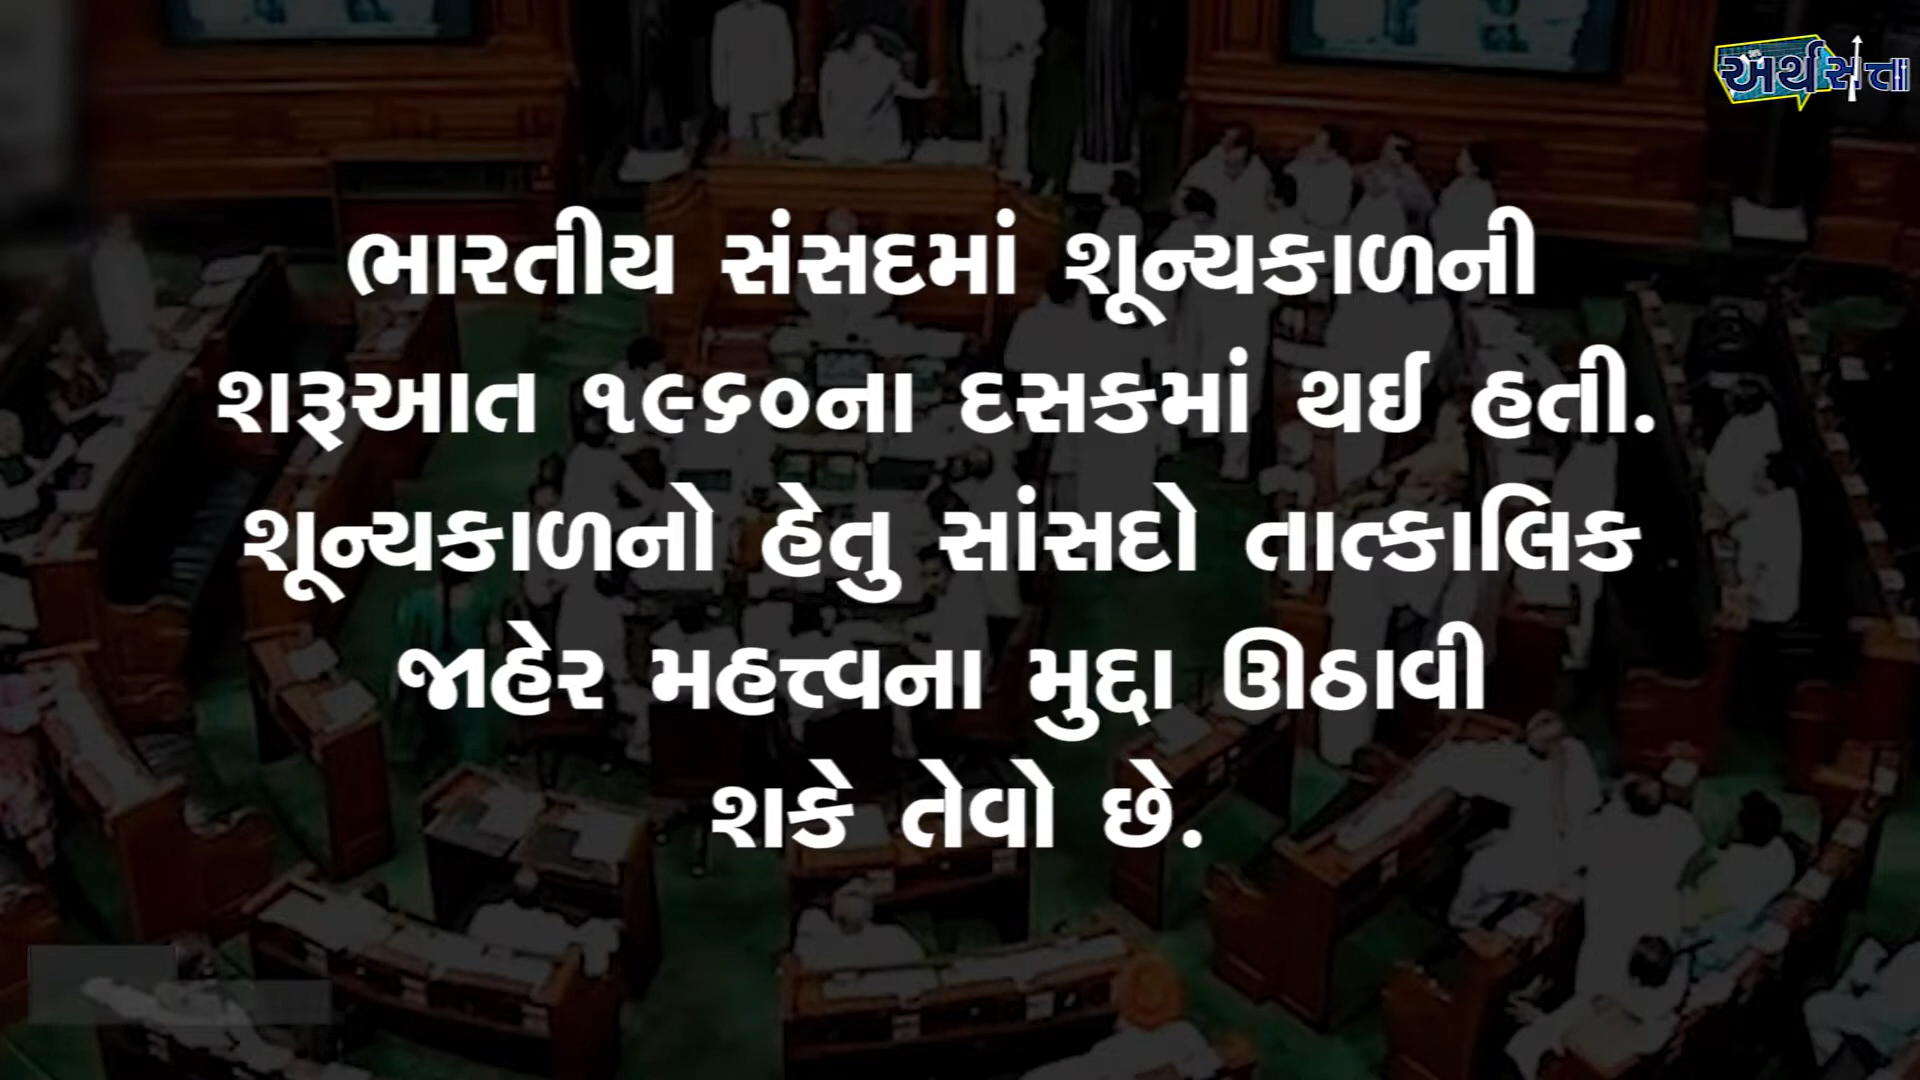 અર્થસત્તા
ભારતીય સંસદમાં શૂન્યકાળની
શરૂઆત ૧૯૬૦ના દસકમાં થઈ હતી.
શૂન્યકાળનો હેતુ સાંસદો તાત્કાલિક
જાહેર મહત્ત્વના મુદ્દા ઊઠાવી
શકે તેવો છે.